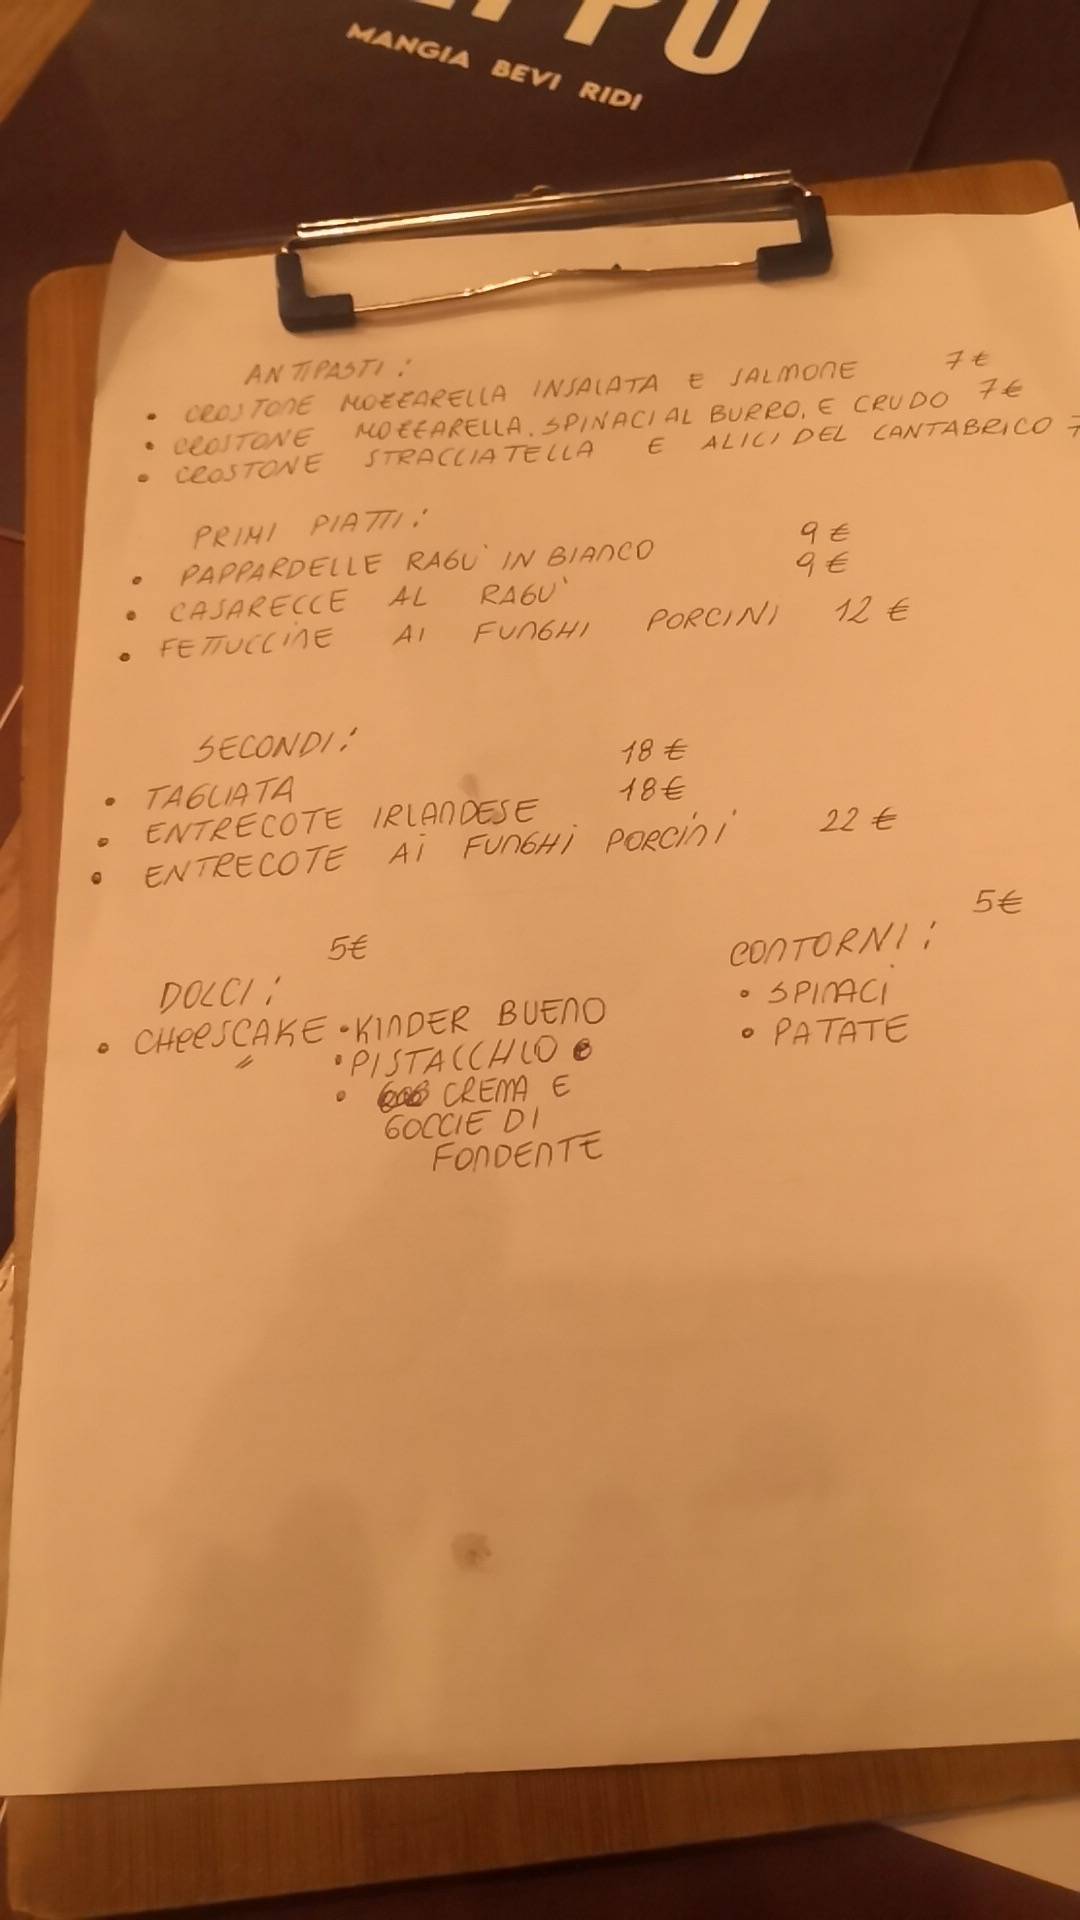 MANGIA BEVI RIDI
ANTIPASTI:
• CROSTONE MOZZARELLA INSALATA E SALMONE 7€
• CROSTONE MOZZARELLA, SPINACI AL BURRO, E CRUDO 7€
• CROSTONE STRACCIATELLA E ALICI DEL CANTABRICO 7
PRIMI PIATTI:
• PAPPARDELLE RAGU' IN BIANCO 9€
• CASARECCE AL RAGU' 9€
• FETTUCCINE AI FUNGHI PORCINI 12€
SECONDI:
• TAGLIATA 18€
• ENTRECOTE IRLANDESE 18€
• ENTRECOTE Ai FUNGHi PORCiNi 22€
DOLCI: 5€
• CHeeSCAKE • KINDER BUENO
• PISTACCHIO
• CREMA E
GOCCIE DI
FONDENTE
CONTORNI: 5€
• SPINACi
• PATATE